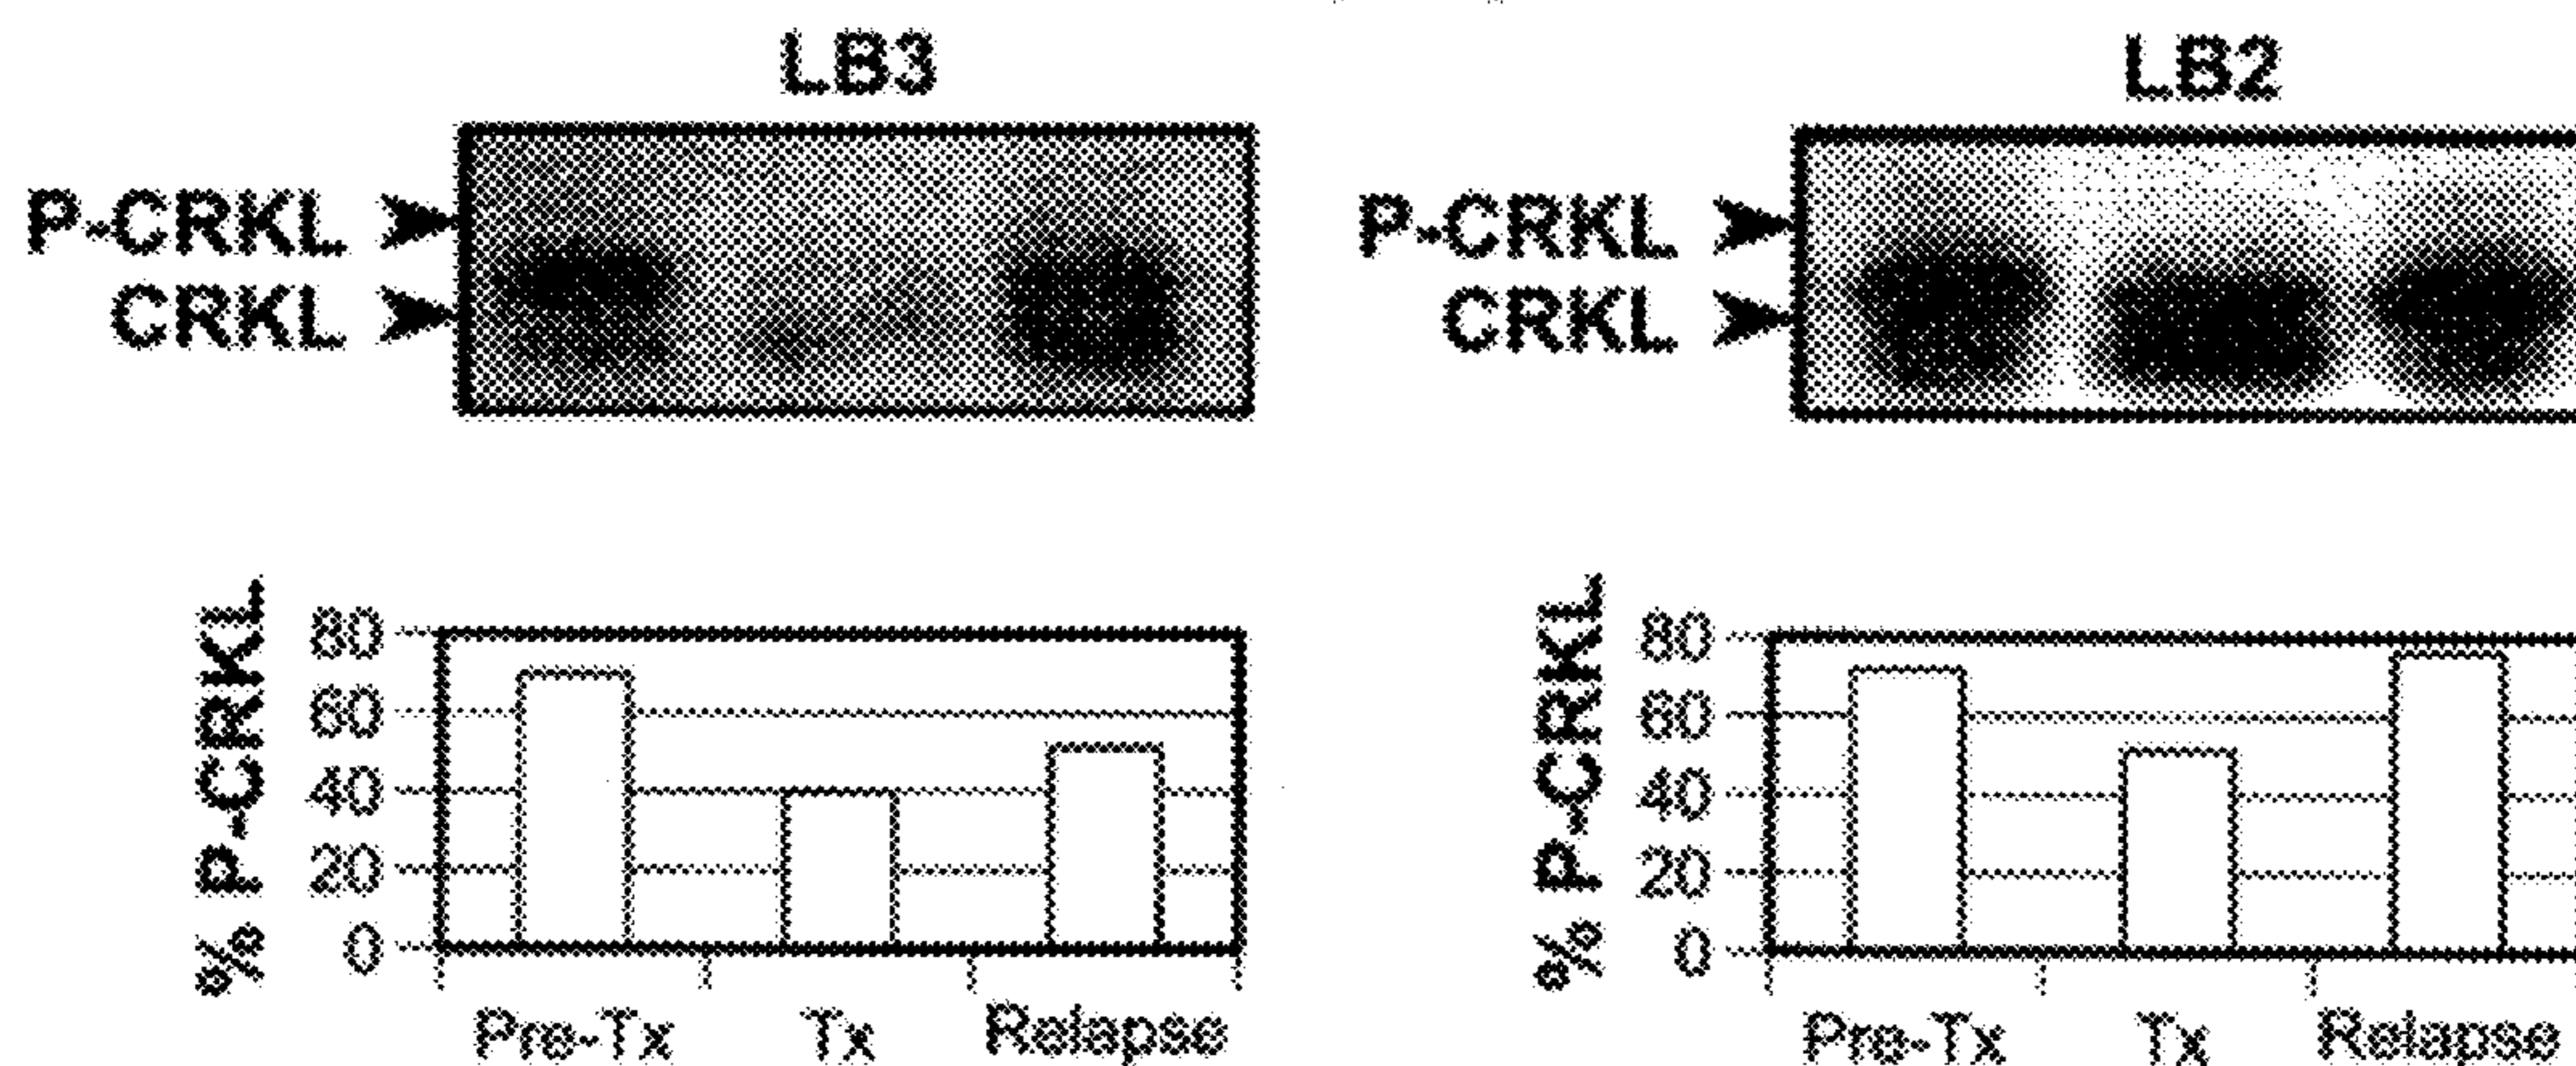 LB3
P-CRKL
CRKL
% P-CRKL
80
60
40
20
0
Pre-Tx Tx Relapse
LB2
P-CRKL
CRKL
% P-CRKL
80
60
40
20
0
Pre-Tx Tx Relapse